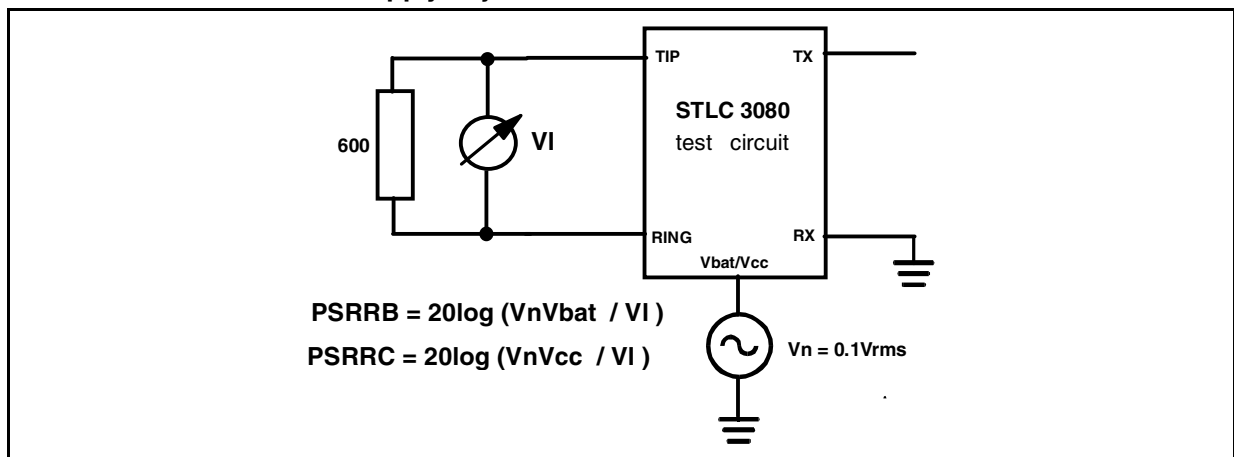 TIP
TX
STLC 3080
test circuit
600
VI
RING
RX
Vbat/Vcc
PSRRB = 20log (VnVbat / VI )
PSRRC = 20log (VnVcc / VI )
Vn = 0.1Vrms